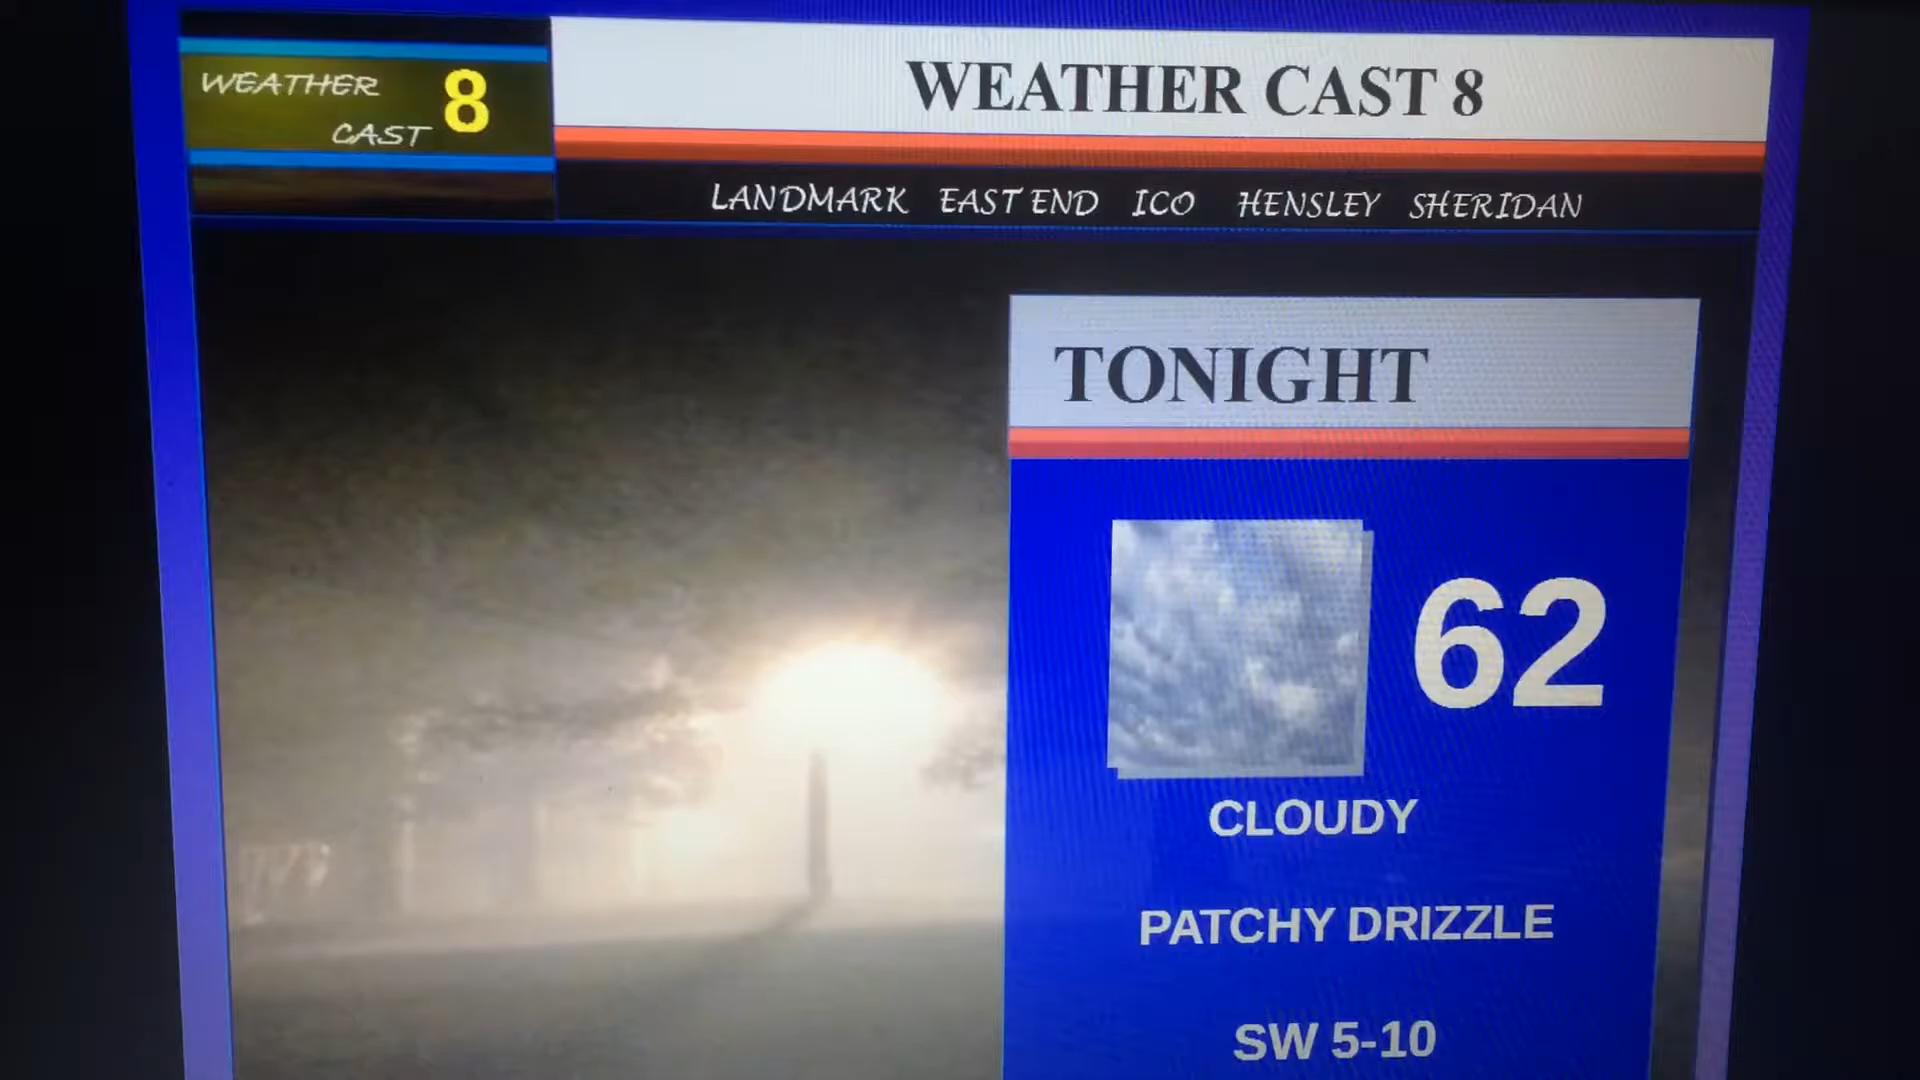 WEATHER 8
CAST
WEATHER CAST 8
LANDMARK EAST END ICO HENSLEY SHERIDAN
TONIGHT
62
CLOUDY
PATCHY DRIZZLE
SW 5-10